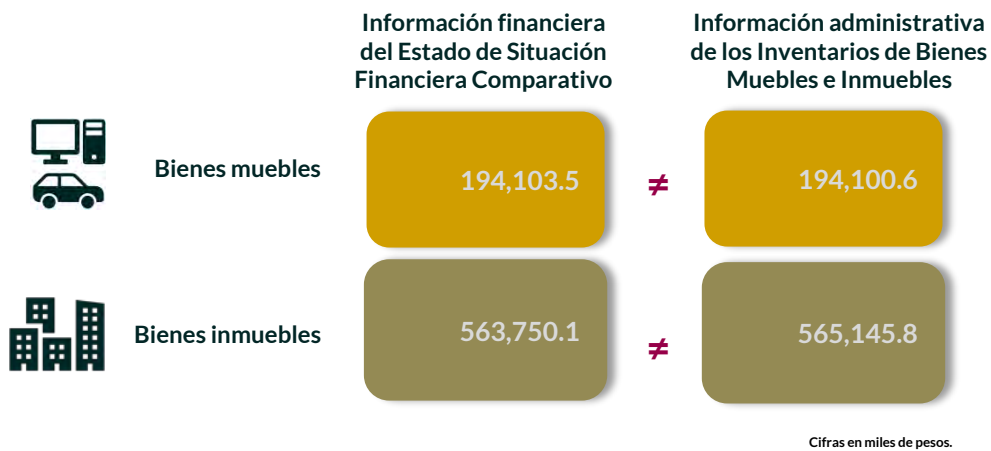 Información financiera
del Estado de Situación
Financiera Comparativo
Información administrativa
de los Inventarios de Bienes
Muebles e Inmuebles
Bienes muebles
194,103.5
≠
194,100.6
Bienes inmuebles
563,750.1
≠
565,145.8
Cifras en miles de pesos.